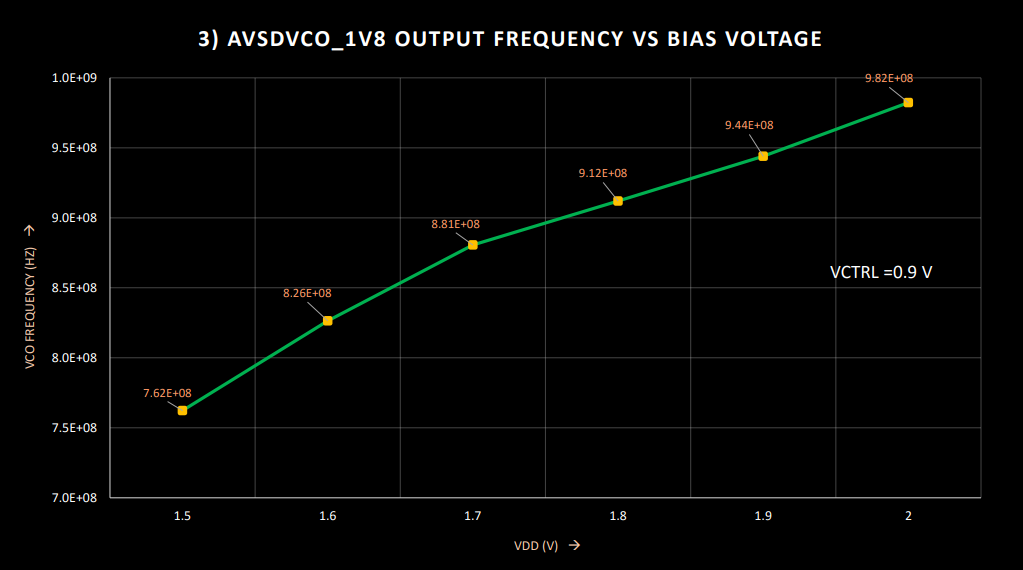 3) AVSDVCO_1V8 OUTPUT FREQUENCY VS BIAS VOLTAGE
1.0E+09
9.5E+08
9.0E+08
8.5E+08
8.0E+08
7.5E+08
7.0E+08
VCO FREQUENCY (HZ) →
7.62E+08
8.26E+08
8.81E+08
9.12E+08
9.44E+08
9.82E+08
VCTRL =0.9 V
1.5 1.6 1.7 1.8 1.9 2
VDD (V) →